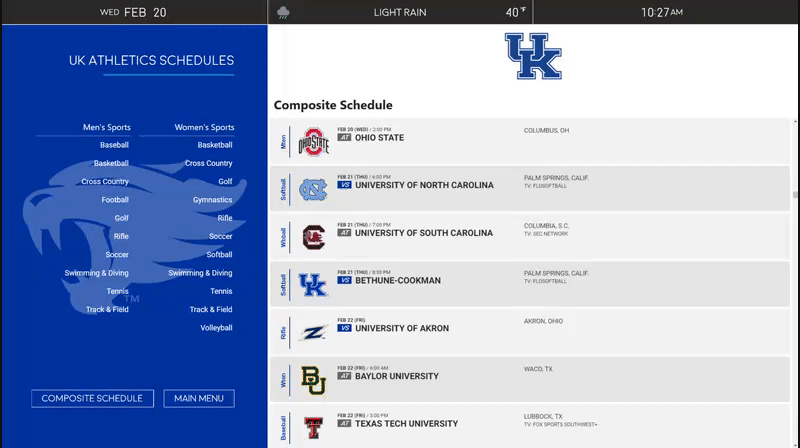 WED FEB 20
LIGHT RAIN
40 °F
10:27AM
UK ATHLETICS SCHEDULES
Men's Sports
Baseball
Basketball
Cross Country
Football
Golf
Rifle
Soccer
Swimming & Diving
Tennis
Track & Field
Women's Sports
Basketball
Cross Country
Golf
Gymnastics
Rifle
Soccer
Softball
Swimming & Diving
Tennis
Track & Field
Volleyball
TM
COMPOSITE SCHEDULE
MAIN MENU
UK
Composite Schedule
Mten
OHIO STATE
FEB 20 (WED) / 2:00 PM
AT OHIO STATE
COLUMBUS, OH
Softball
NC
FEB 21 (THU) / 6:00 PM
VS UNIVERSITY OF NORTH CAROLINA
PALM SPRINGS, CALIF.
TV: FLOSOFTBALL
Wbball
C
FEB 21 (THU) / 7:00 PM
AT UNIVERSITY OF SOUTH CAROLINA
COLUMBIA, S.C.
TV: SEC NETWORK
Softball
UK
FEB 21 (THU) / 8:30 PM
VS BETHUNE-COOKMAN
PALM SPRINGS, CALIF.
TV: FLOSOFTBALL
Rifle
Z
FEB 22 (FRI)
VS UNIVERSITY OF AKRON
AKRON, OHIO
Wten
BU
FEB 22 (FRI) / 6:00 AM
AT BAYLOR UNIVERSITY
WACO, TX
Baseball
T
FEB 22 (FRI) / 3:00 PM
AT TEXAS TECH UNIVERSITY
LUBBOCK, TX
TV: FOX SPORTS SOUTHWEST+